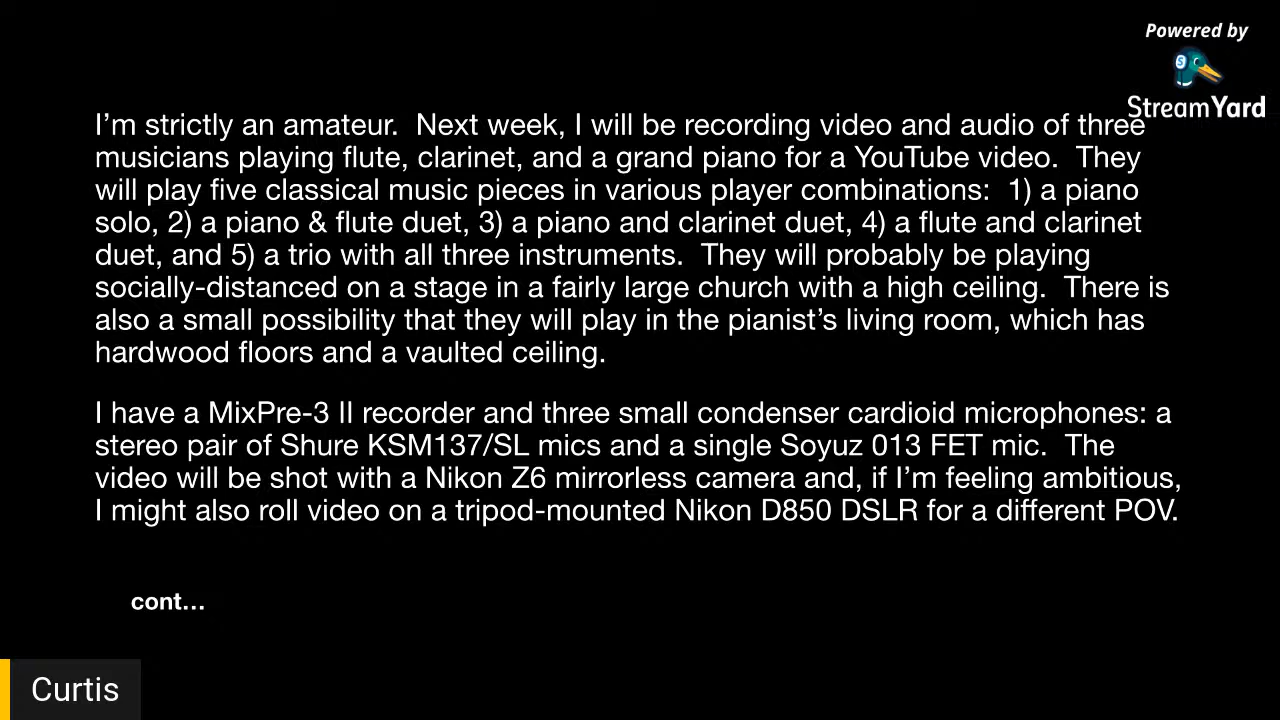 Powered by
StreamYard
I’m strictly an amateur.  Next week, I will be recording video and audio of three
musicians playing flute, clarinet, and a grand piano for a YouTube video.  They
will play five classical music pieces in various player combinations:  1) a piano
solo, 2) a piano & flute duet, 3) a piano and clarinet duet, 4) a flute and clarinet
duet, and 5) a trio with all three instruments.  They will probably be playing
socially-distanced on a stage in a fairly large church with a high ceiling.  There is
also a small possibility that they will play in the pianist’s living room, which has
hardwood floors and a vaulted ceiling.
I have a MixPre-3 II recorder and three small condenser cardioid microphones: a
stereo pair of Shure KSM137/SL mics and a single Soyuz 013 FET mic.  The
video will be shot with a Nikon Z6 mirrorless camera and, if I’m feeling ambitious,
I might also roll video on a tripod-mounted Nikon D850 DSLR for a different POV.
cont...
Curtis